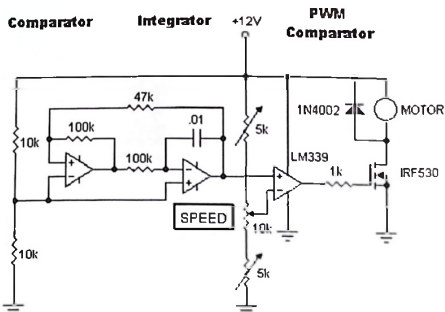 Comparator
Integrator
+12V
PWM
Comparator
47k
.01
1N4002
MOTOR
10k
100k
5k
100k
LM339
+
-
-
+
+
-
1k
IRF530
SPEED
10k
10k
5k